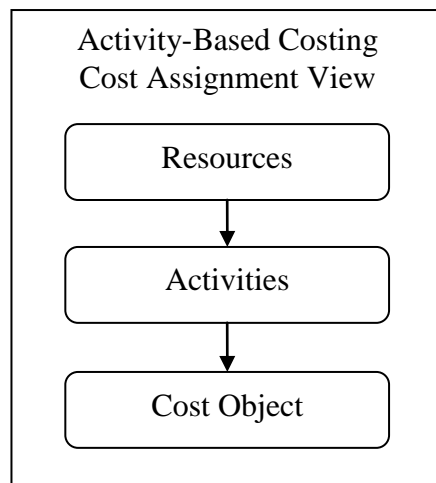 Activity-Based Costing
Cost Assignment View
Resources
Activities
Cost Object